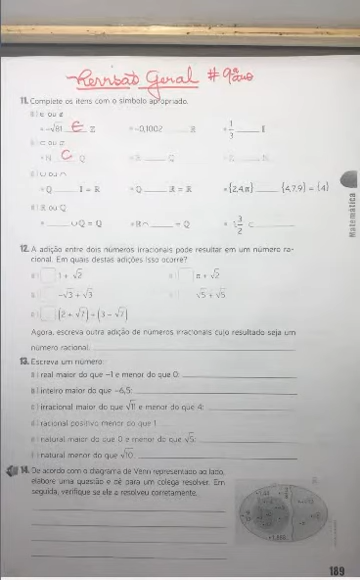 Revisão Geral # 9º ano
11. Complete os itens com o símbolo apropriado.
a) ∈ ou ∉
• -√81 ∈ Z • -0,1002 ___ • 1/3 ___ I
b) ⊂ ou ⊃
• N ⊂ Q
c) ∪ ou ∩
• Q ___ I = R • Q ___ R = R • {2,4,π} ___ {4,7,9} = {4}
d) R ou Q
• ___ ∪ Q = Q • R ∩ ___ = Q
12. A adição entre dois números irracionais pode resultar em um número ra-
cional. Em quais destas adições isso ocorre?
a) 1 + √2 π + √2
-√3 + √3 √5 + √5
(2 + √7) + (3 - √7)
Agora, escreva outra adição de números irracionais cujo resultado seja um
número racional.
13. Escreva um número:
a) real maior do que -1 e menor do que 0:
b) inteiro maior do que -6,5:
c) irracional maior do que √11 e menor do que 4:
d) racional positivo menor do que 1
e) natural maior do que 0 e menor do que √5:
f) natural menor do que √10:
14. De acordo com o diagrama de Venn representado ao lado,
elabore uma questão e dê para um colega resolver. Em
seguida, verifique se ele a resolveu corretamente.
Matemática
189